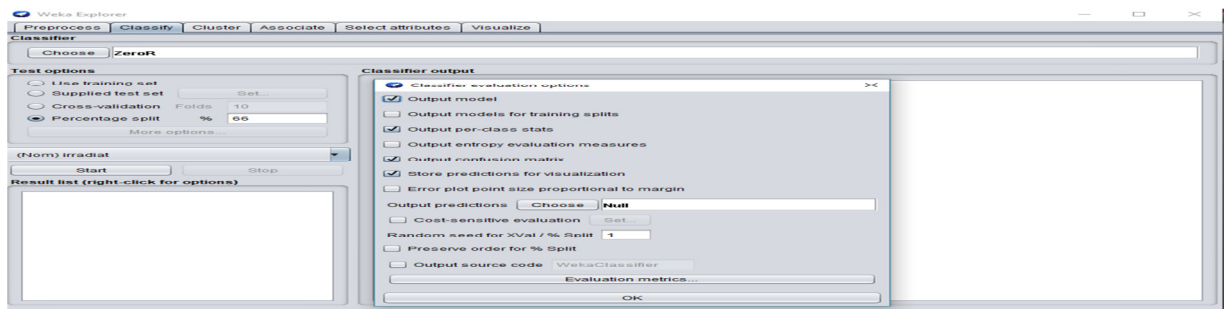 Weka Explorer
Preprocess Classify Cluster Associate Select attributes Visualize
Classifier
Choose ZeroR
Test options
Use training set
Supplied test set Set...
Cross-validation Folds 10
Percentage split % 66
More options...
(Nom) irradiat
Start Stop
Result list (right-click for options)
Classifier output
Classifier evaluation options
Output model
Output models for training splits
Output per-class stats
Output entropy evaluation measures
Output confusion matrix
Store predictions for visualization
Error plot point size proportional to margin
Output predictions Choose Null
Cost-sensitive evaluation Set...
Random seed for XVal / % Split 1
Preserve order for % Split
Output source code WekaClassifier
Evaluation metrics...
OK